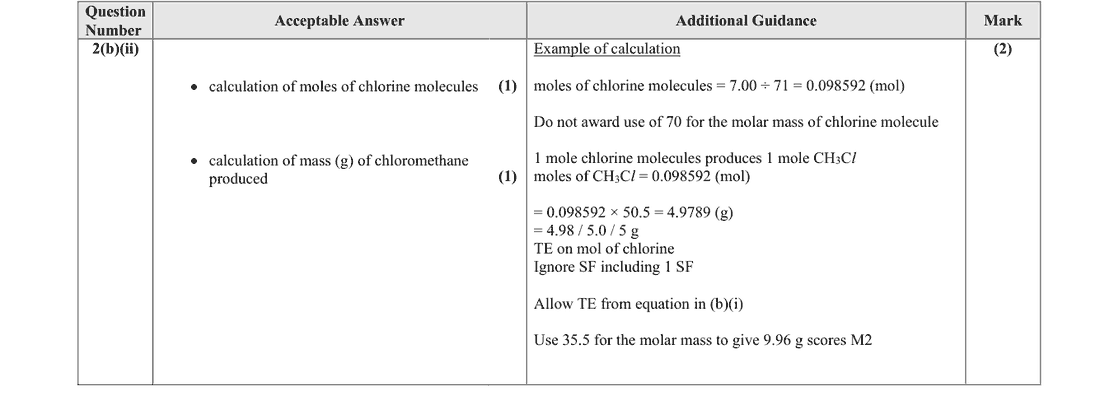 Question Number
Acceptable Answer
Additional Guidance
Mark
2(b)(ii)
Example of calculation
(2)
• calculation of moles of chlorine molecules (1)
moles of chlorine molecules = 7.00 ÷ 71 = 0.098592 (mol)
Do not award use of 70 for the molar mass of chlorine molecule
• calculation of mass (g) of chloromethane
produced (1)
1 mole chlorine molecules produces 1 mole CH₃Cl
moles of CH₃Cl = 0.098592 (mol)
= 0.098592 × 50.5 = 4.9789 (g)
= 4.98 / 5.0 / 5 g
TE on mol of chlorine
Ignore SF including 1 SF
Allow TE from equation in (b)(i)
Use 35.5 for the molar mass to give 9.96 g scores M2